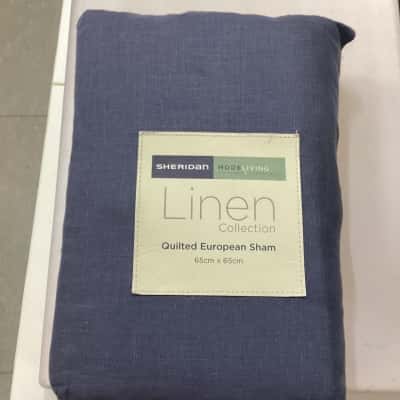 SHERIDAN MODE LIVING
Linen
Collection
Quilted European Sham
65cm x 65cm